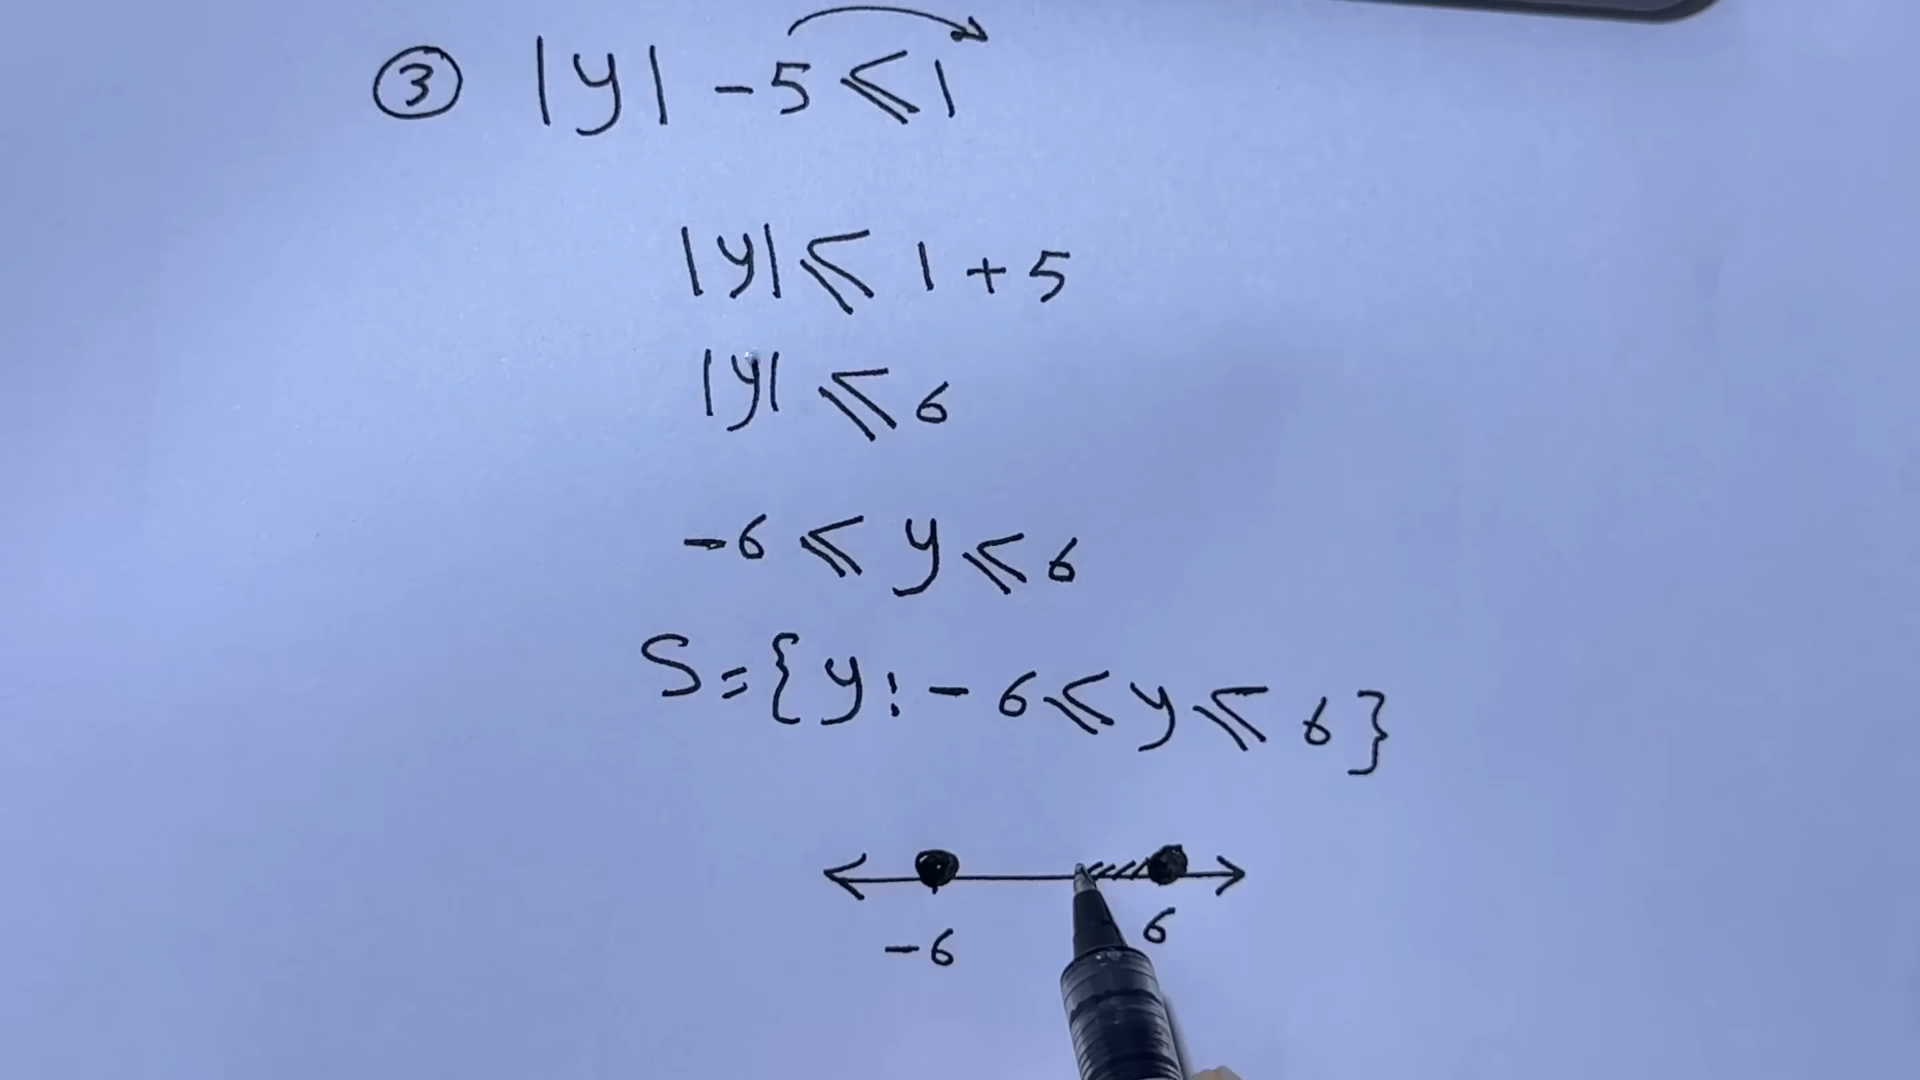 ③ |y| - 5 ⩽ 1
|y| ⩽ 1 + 5
|y| ⩽ 6
-6 ⩽ y ⩽ 6
S = {y : -6 ⩽ y ⩽ 6}
-6 6